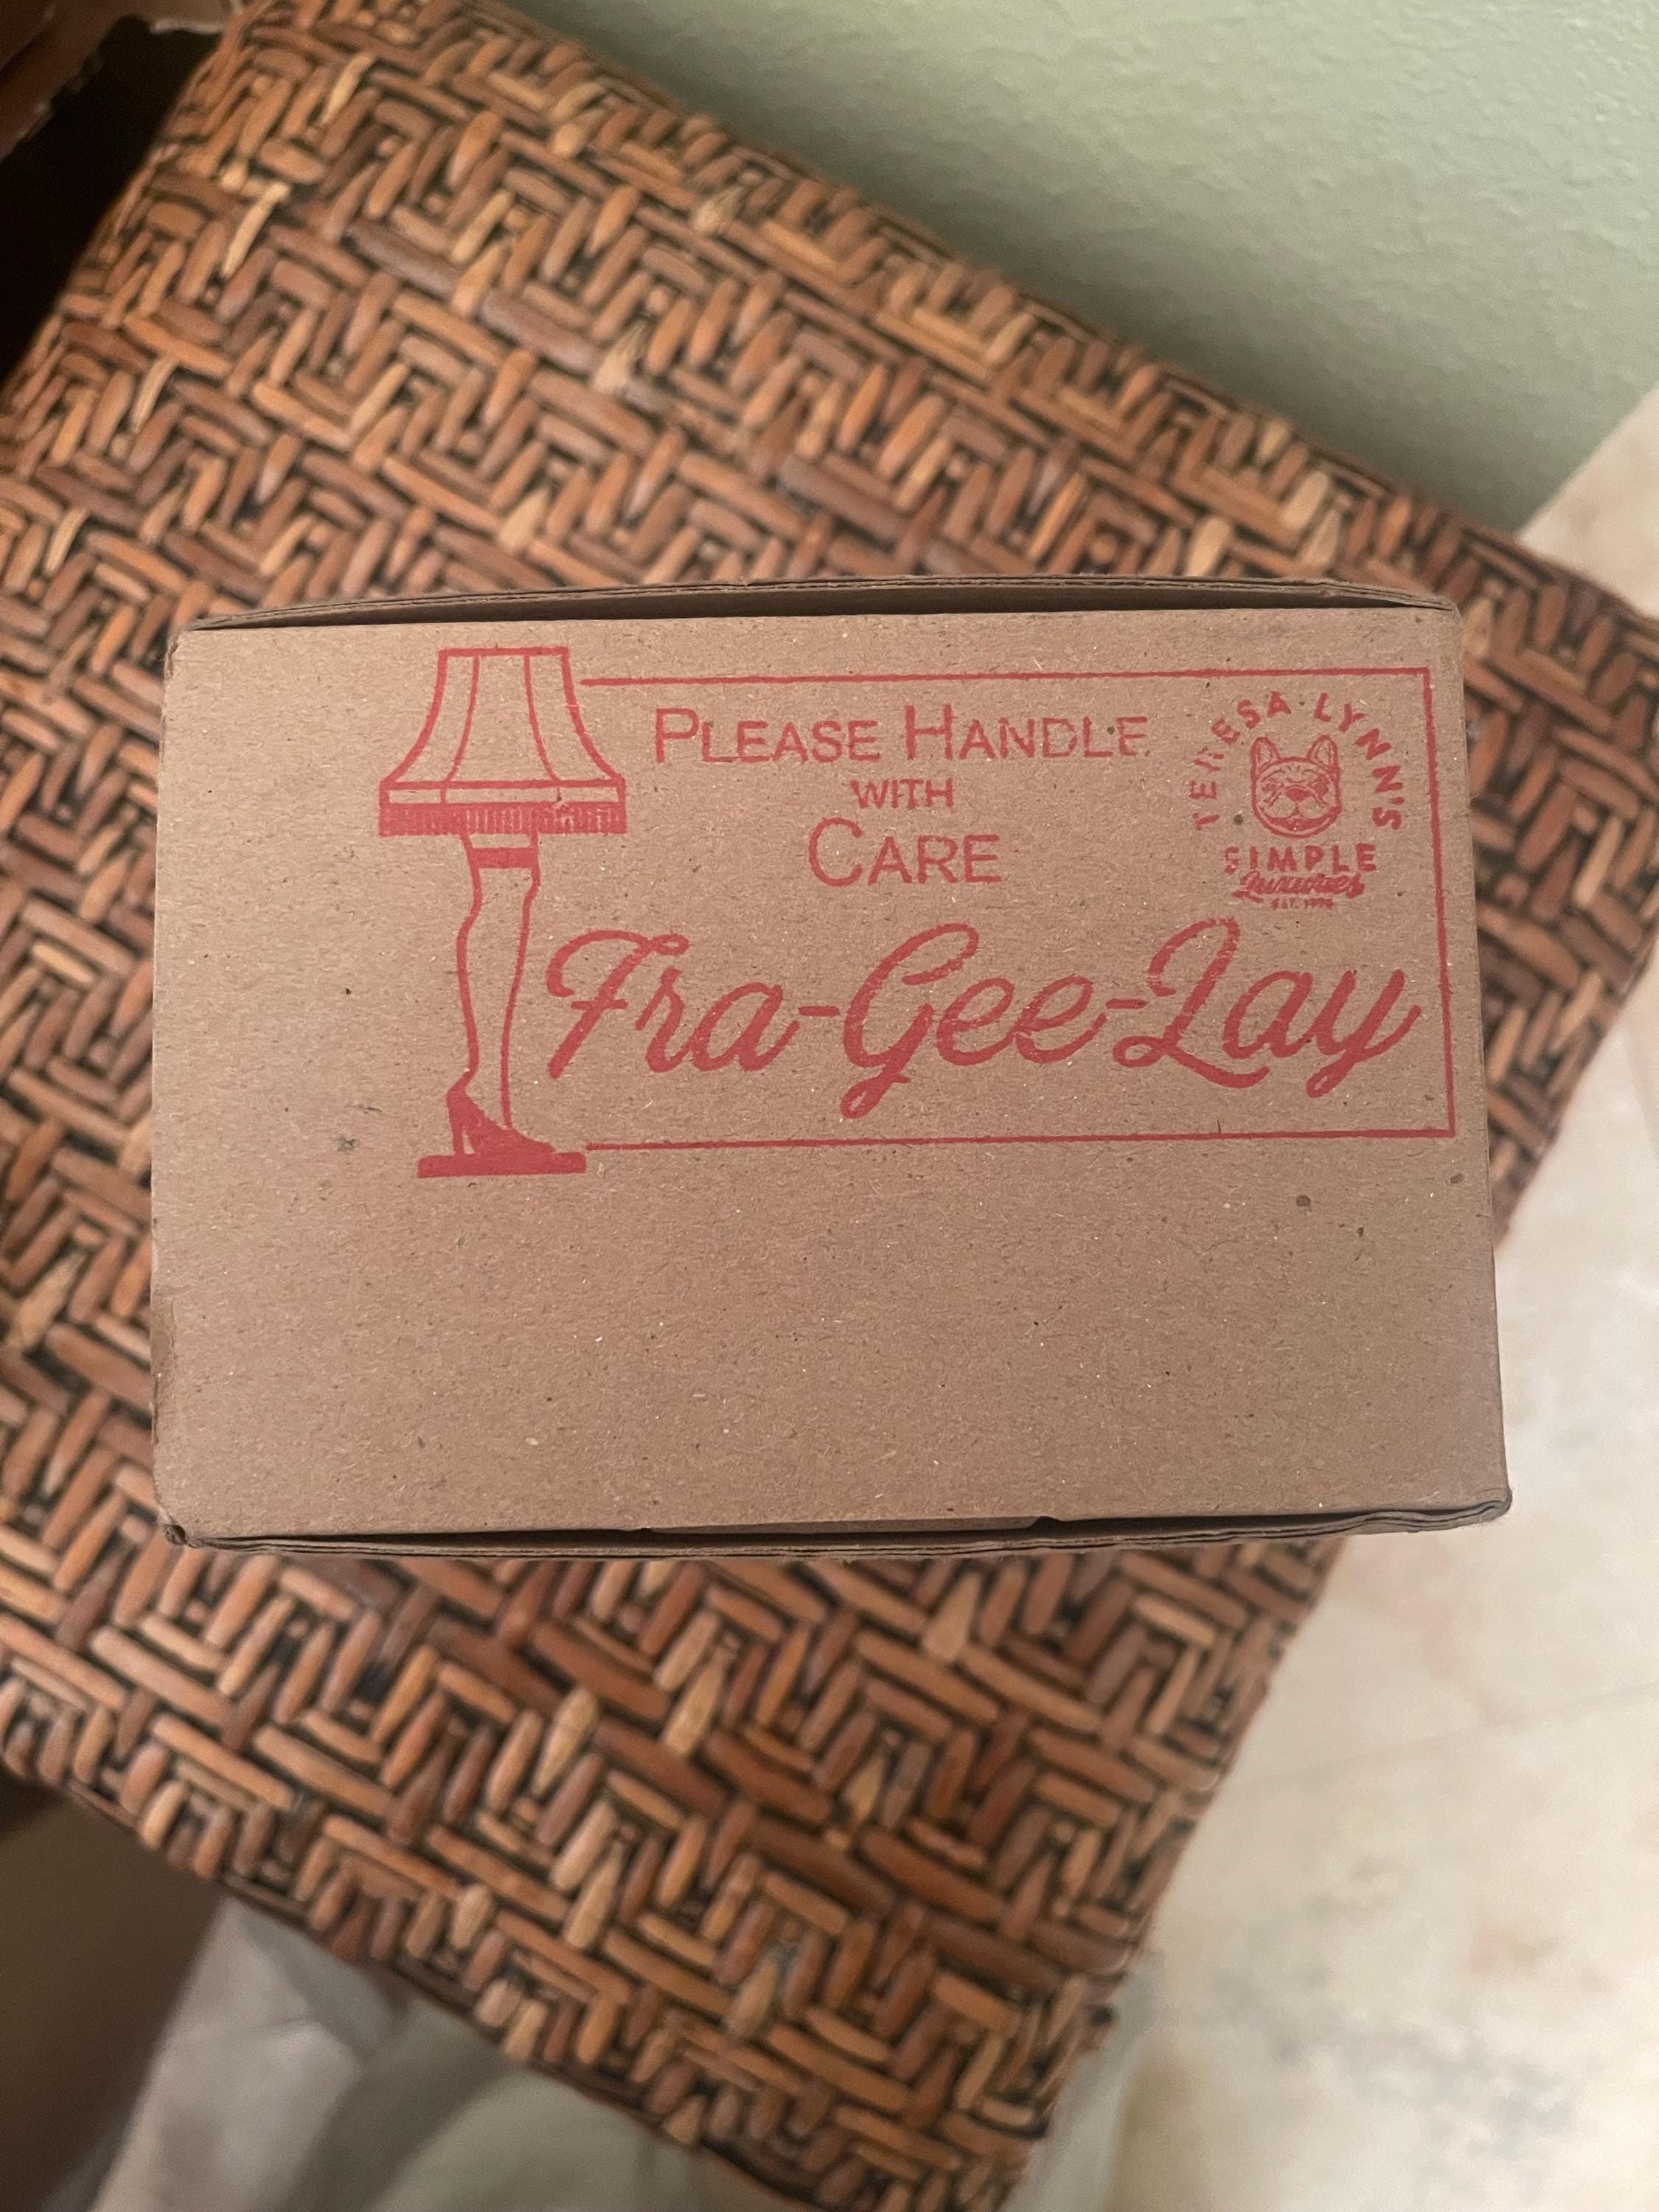 PLEASE HANDLE
WITH
CARE
Fra-Gee-Lay
TERESA LYNN'S
SIMPLE
Luxuries